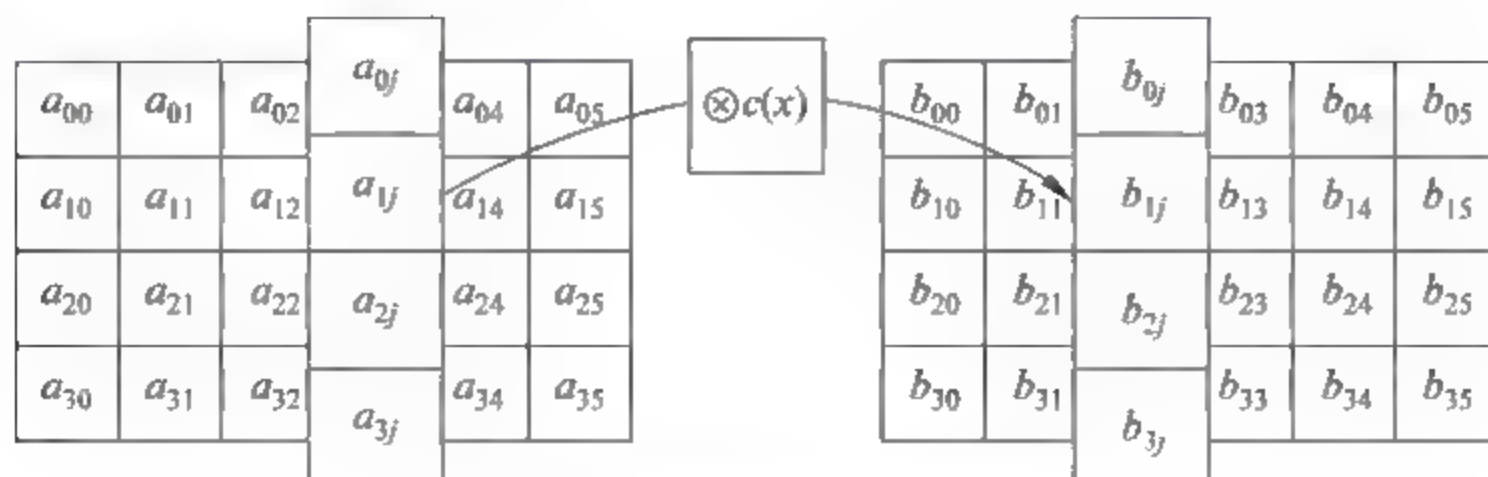 a₀₀ a₀₁ a₀₂ a₀ⱼ a₀₄ a₀₅ ⊗c(x) b₀₀ b₀₁ b₀ⱼ b₀₃ b₀₄ b₀₅
a₁₀ a₁₁ a₁₂ a₁ⱼ a₁₄ a₁₅ b₁₀ b₁₁ b₁ⱼ b₁₃ b₁₄ b₁₅
a₂₀ a₂₁ a₂₂ a₂ⱼ a₂₄ a₂₅ b₂₀ b₂₁ b₂ⱼ b₂₃ b₂₄ b₂₅
a₃₀ a₃₁ a₃₂ a₃ⱼ a₃₄ a₃₅ b₃₀ b₃₁ b₃ⱼ b₃₃ b₃₄ b₃₅